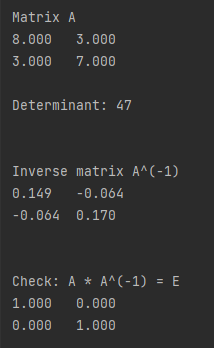 Matrix A
8.000   3.000
3.000   7.000
Determinant: 47
Inverse matrix A^(-1)
0.149   -0.064
-0.064   0.170
Check: A * A^(-1) = E
1.000   0.000
0.000   1.000